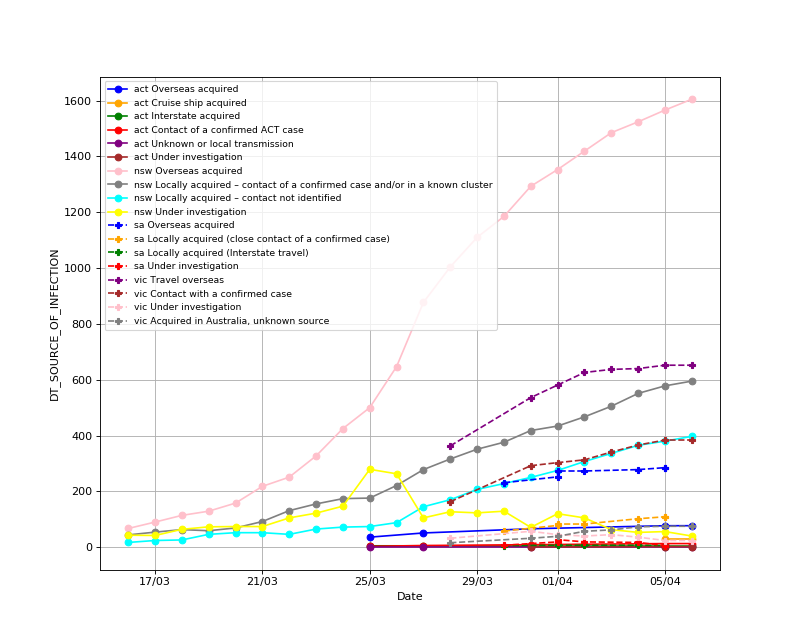 act Overseas acquired
act Cruise ship acquired
act Interstate acquired
act Contact of a confirmed ACT case
act Unknown or local transmission
act Under investigation
nsw Overseas acquired
nsw Locally acquired – contact of a confirmed case and/or in a known cluster
nsw Locally acquired – contact not identified
nsw Under investigation
sa Overseas acquired
sa Locally acquired (close contact of a confirmed case)
sa Locally acquired (Interstate travel)
sa Under investigation
vic Travel overseas
vic Contact with a confirmed case
vic Under investigation
vic Acquired in Australia, unknown source
DT_SOURCE_OF_INFECTION
1600
1400
1200
1000
800
600
400
200
0
17/03 21/03 25/03 29/03 01/04 05/04
Date